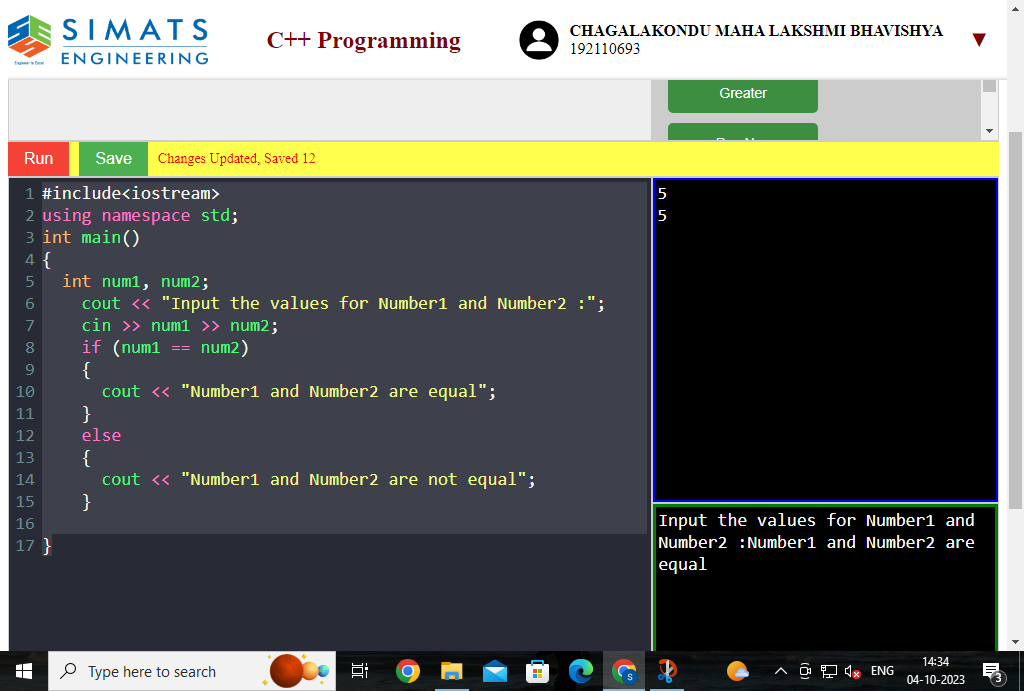 SIMATS
ENGINEERING
Engineer to Excel
C++ Programming
CHAGALAKONDU MAHA LAKSHMI BHAVISHYA
192110693
▼
Greater
Run
Save
Changes Updated, Saved 12
1 #include<iostream>
2 using namespace std;
3 int main()
4 {
5   int num1, num2;
6     cout << "Input the values for Number1 and Number2 :";
7     cin >> num1 >> num2;
8     if (num1 == num2)
9     {
10       cout << "Number1 and Number2 are equal";
11     }
12     else
13     {
14       cout << "Number1 and Number2 are not equal";
15     }
16
17 }
5
5
Input the values for Number1 and
Number2 :Number1 and Number2 are
equal
Type here to search
S
ENG
14:34
04-10-2023
3